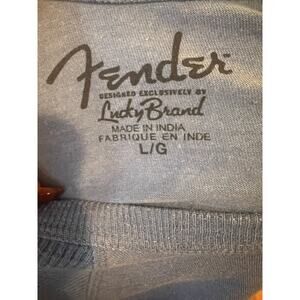 Fender
DESIGNED EXCLUSIVELY BY
Lucky Brand
MADE IN INDIA
FABRIQUE EN INDE
L/G